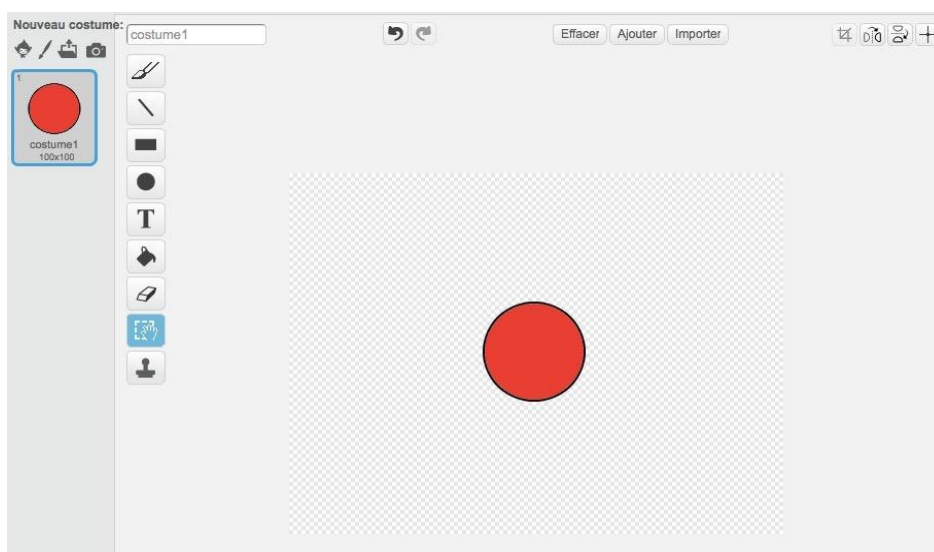 Nouveau costume:
costume1
Effacer Ajouter Importer
1
costume1
100x100
T